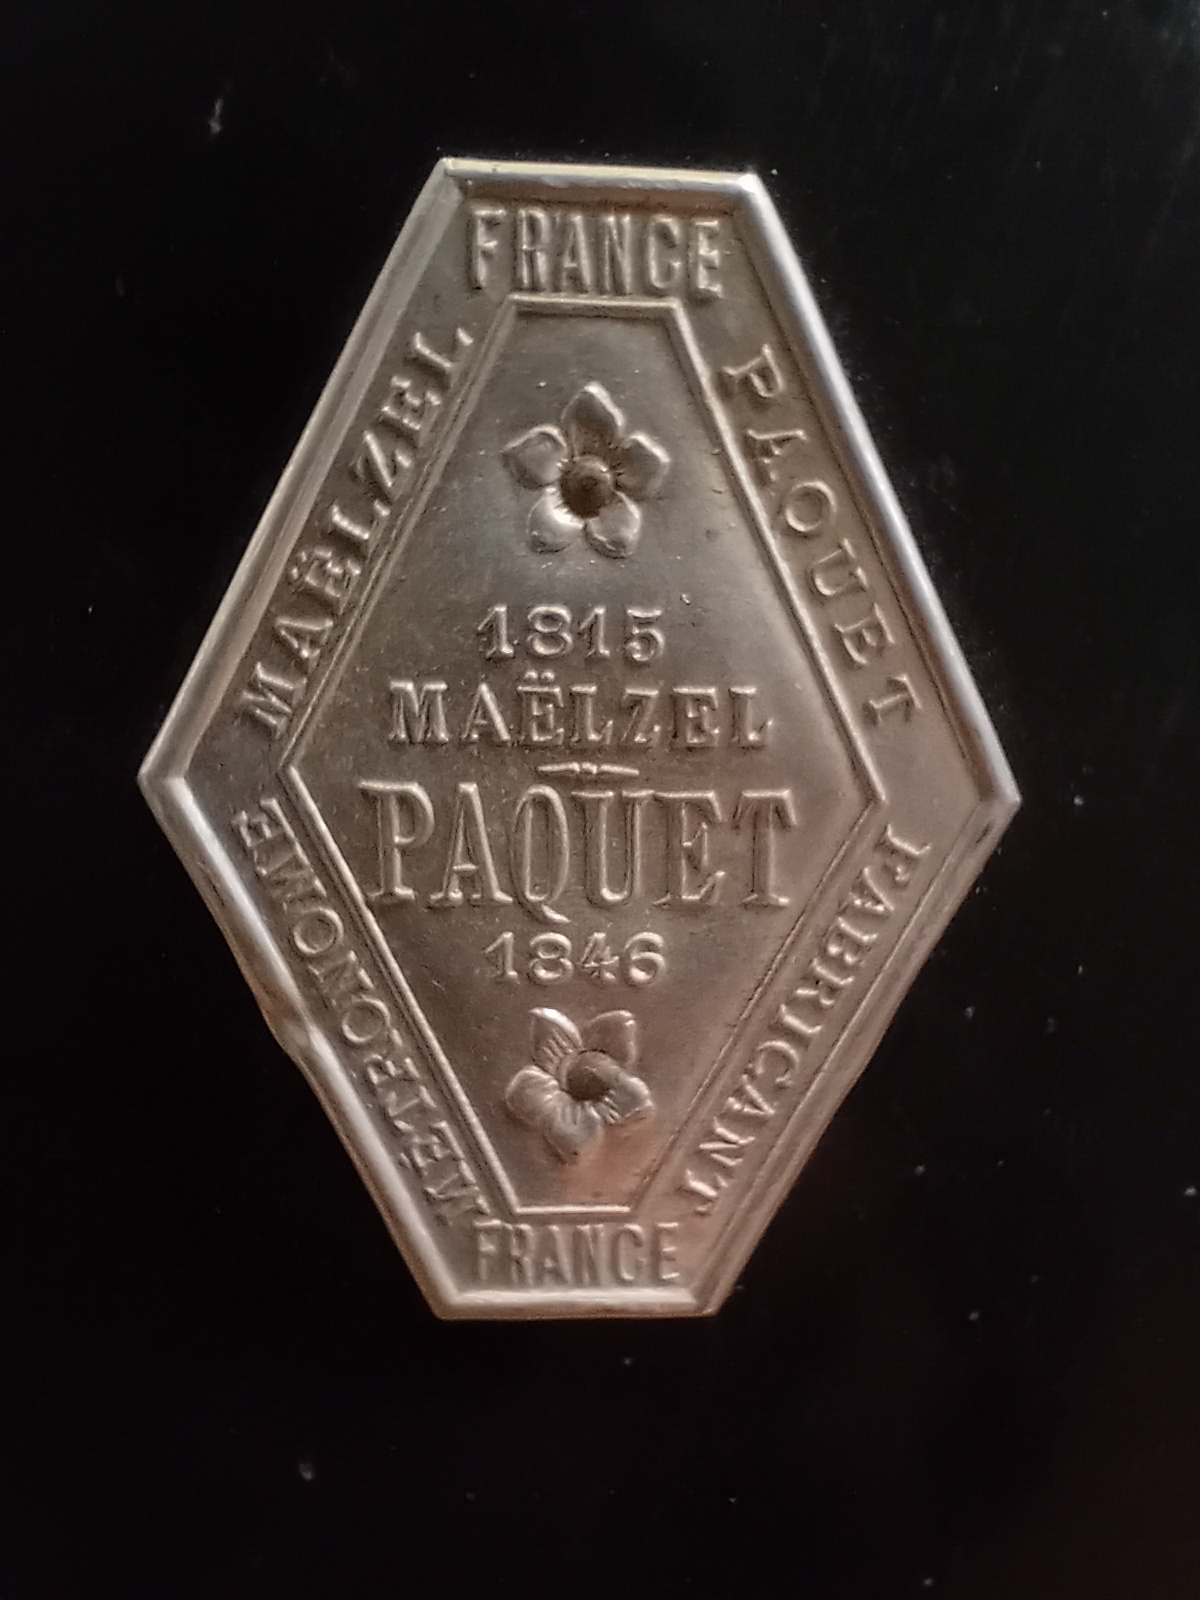 FRANCE
MAËLZEL
PAQUET
1815
MAËLZEL
PAQUET
1846
MÉTRONOME
FABRICANT
FRANCE